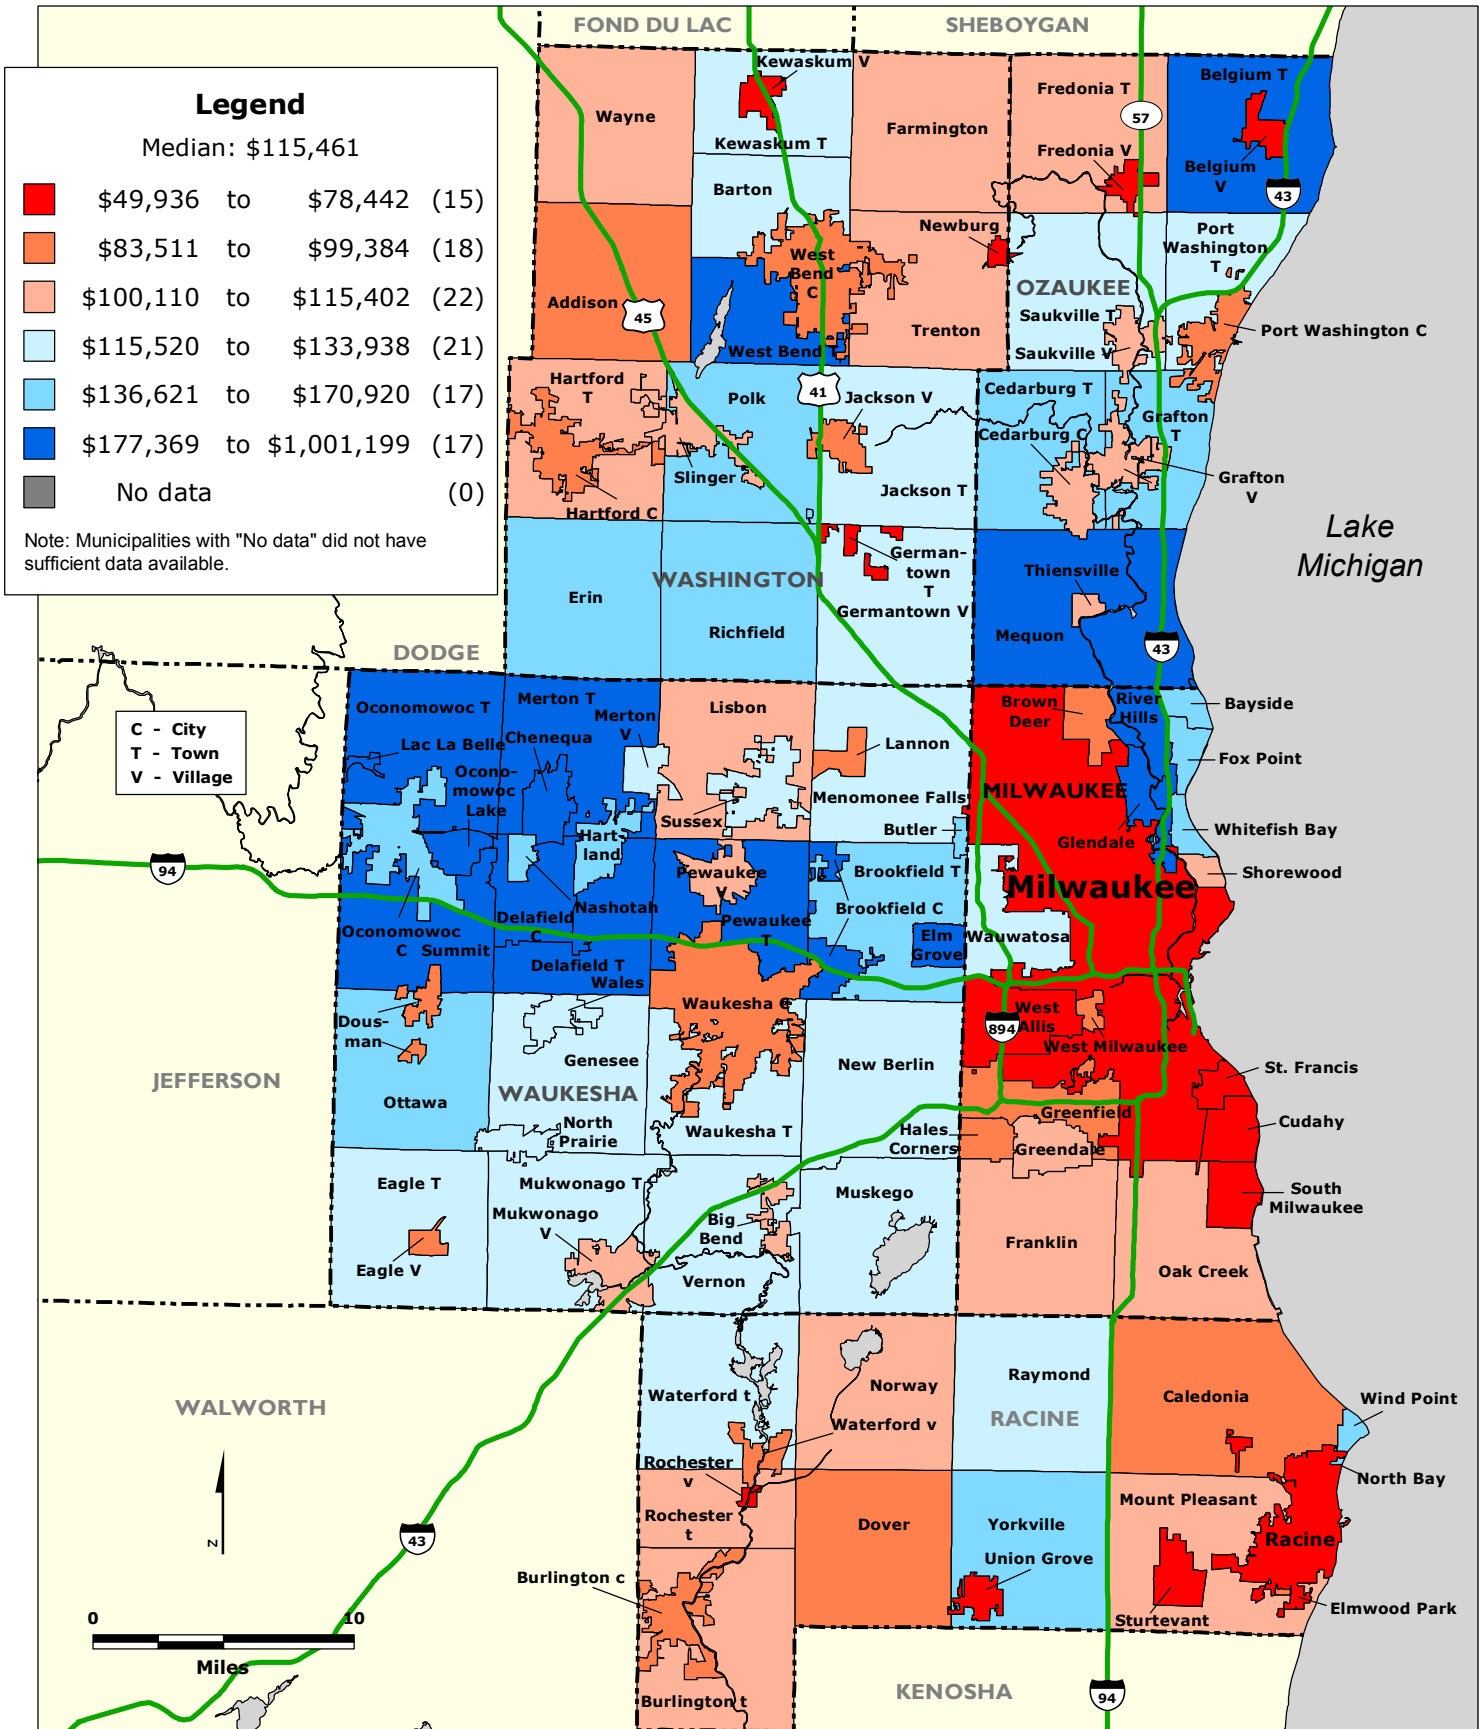 FOND DU LAC
SHEBOYGAN
Legend
Median: $115,461
$49,936 to $78,442 (15)
$83,511 to $99,384 (18)
$100,110 to $115,402 (22)
$115,520 to $133,938 (21)
$136,621 to $170,920 (17)
$177,369 to $1,001,199 (17)
No data (0)
Note: Municipalities with "No data" did not have
sufficient data available.
Kewaskum V
Wayne
Kewaskum T
Farmington
Fredonia T
57
Belgium T
Fredonia V
Belgium
V
43
Barton
Newburg
Port
Washington
T
West
Bend
C
OZAUKEE
Addison
45
Saukville T
Trenton
Port Washington C
West Bend T
Saukville V
Hartford
T
Polk
41
Jackson V
Cedarburg T
Grafton
T
Cedarburg C
Slinger
Jackson T
Grafton
V
Hartford C
Lake
Michigan
WASHINGTON
German-
town
T
Germantown V
Thiensville
Erin
Richfield
Mequon
43
DODGE
C - City
T - Town
V - Village
Oconomowoc T
Merton T
Merton
V
Lisbon
Brown
Deer
River
Hills
Bayside
Lac La Belle
Chenequa
Lannon
Fox Point
Ocono-
mowoc
Lake
MILWAUKEE
Menomonee Falls
Sussex
Butler
Whitefish Bay
Hart-
land
Glendale
94
Pewaukee
V
Brookfield T
Shorewood
Milwaukee
Nashotah
Brookfield C
Delafield
C
Pewaukee
T
Oconomowoc
C
Summit
Elm
Grove
Wauwatosa
Delafield T
Wales
Waukesha C
Dous-
man
West
Allis
894
West Milwaukee
Genesee
New Berlin
St. Francis
JEFFERSON
WAUKESHA
Ottawa
Greenfield
Cudahy
North
Prairie
Waukesha T
Hales
Corners
Greendale
Eagle T
Mukwonago T
Muskego
South
Milwaukee
Mukwonago
V
Big
Bend
Franklin
Eagle V
Vernon
Oak Creek
Norway
Raymond
Waterford t
Caledonia
Wind Point
WALWORTH
RACINE
Waterford v
Rochester
v
North Bay
Mount Pleasant
Rochester
t
Dover
Yorkville
Racine
N
43
Union Grove
Burlington c
Elmwood Park
Sturtevant
0 10
Miles
Burlington t
KENOSHA
94